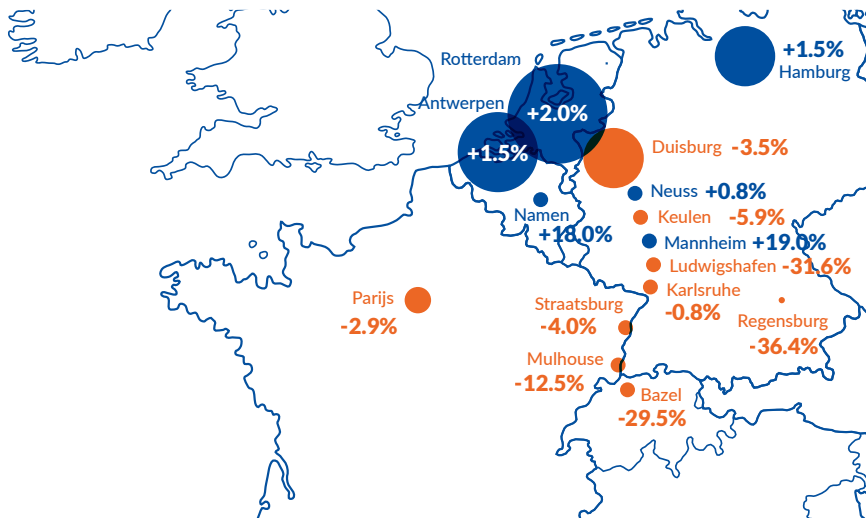 Rotterdam
+2.0%
Antwerpen
+1.5%
+1.5%
Hamburg
Duisburg -3.5%
Neuss +0.8%
Keulen -5.9%
Namen
+18.0%
Mannheim +19.0%
Ludwigshafen -31.6%
Karlsruhe
-0.8%
Regensburg
-36.4%
Parijs
-2.9%
Straatsburg
-4.0%
Mulhouse
-12.5%
Bazel
-29.5%